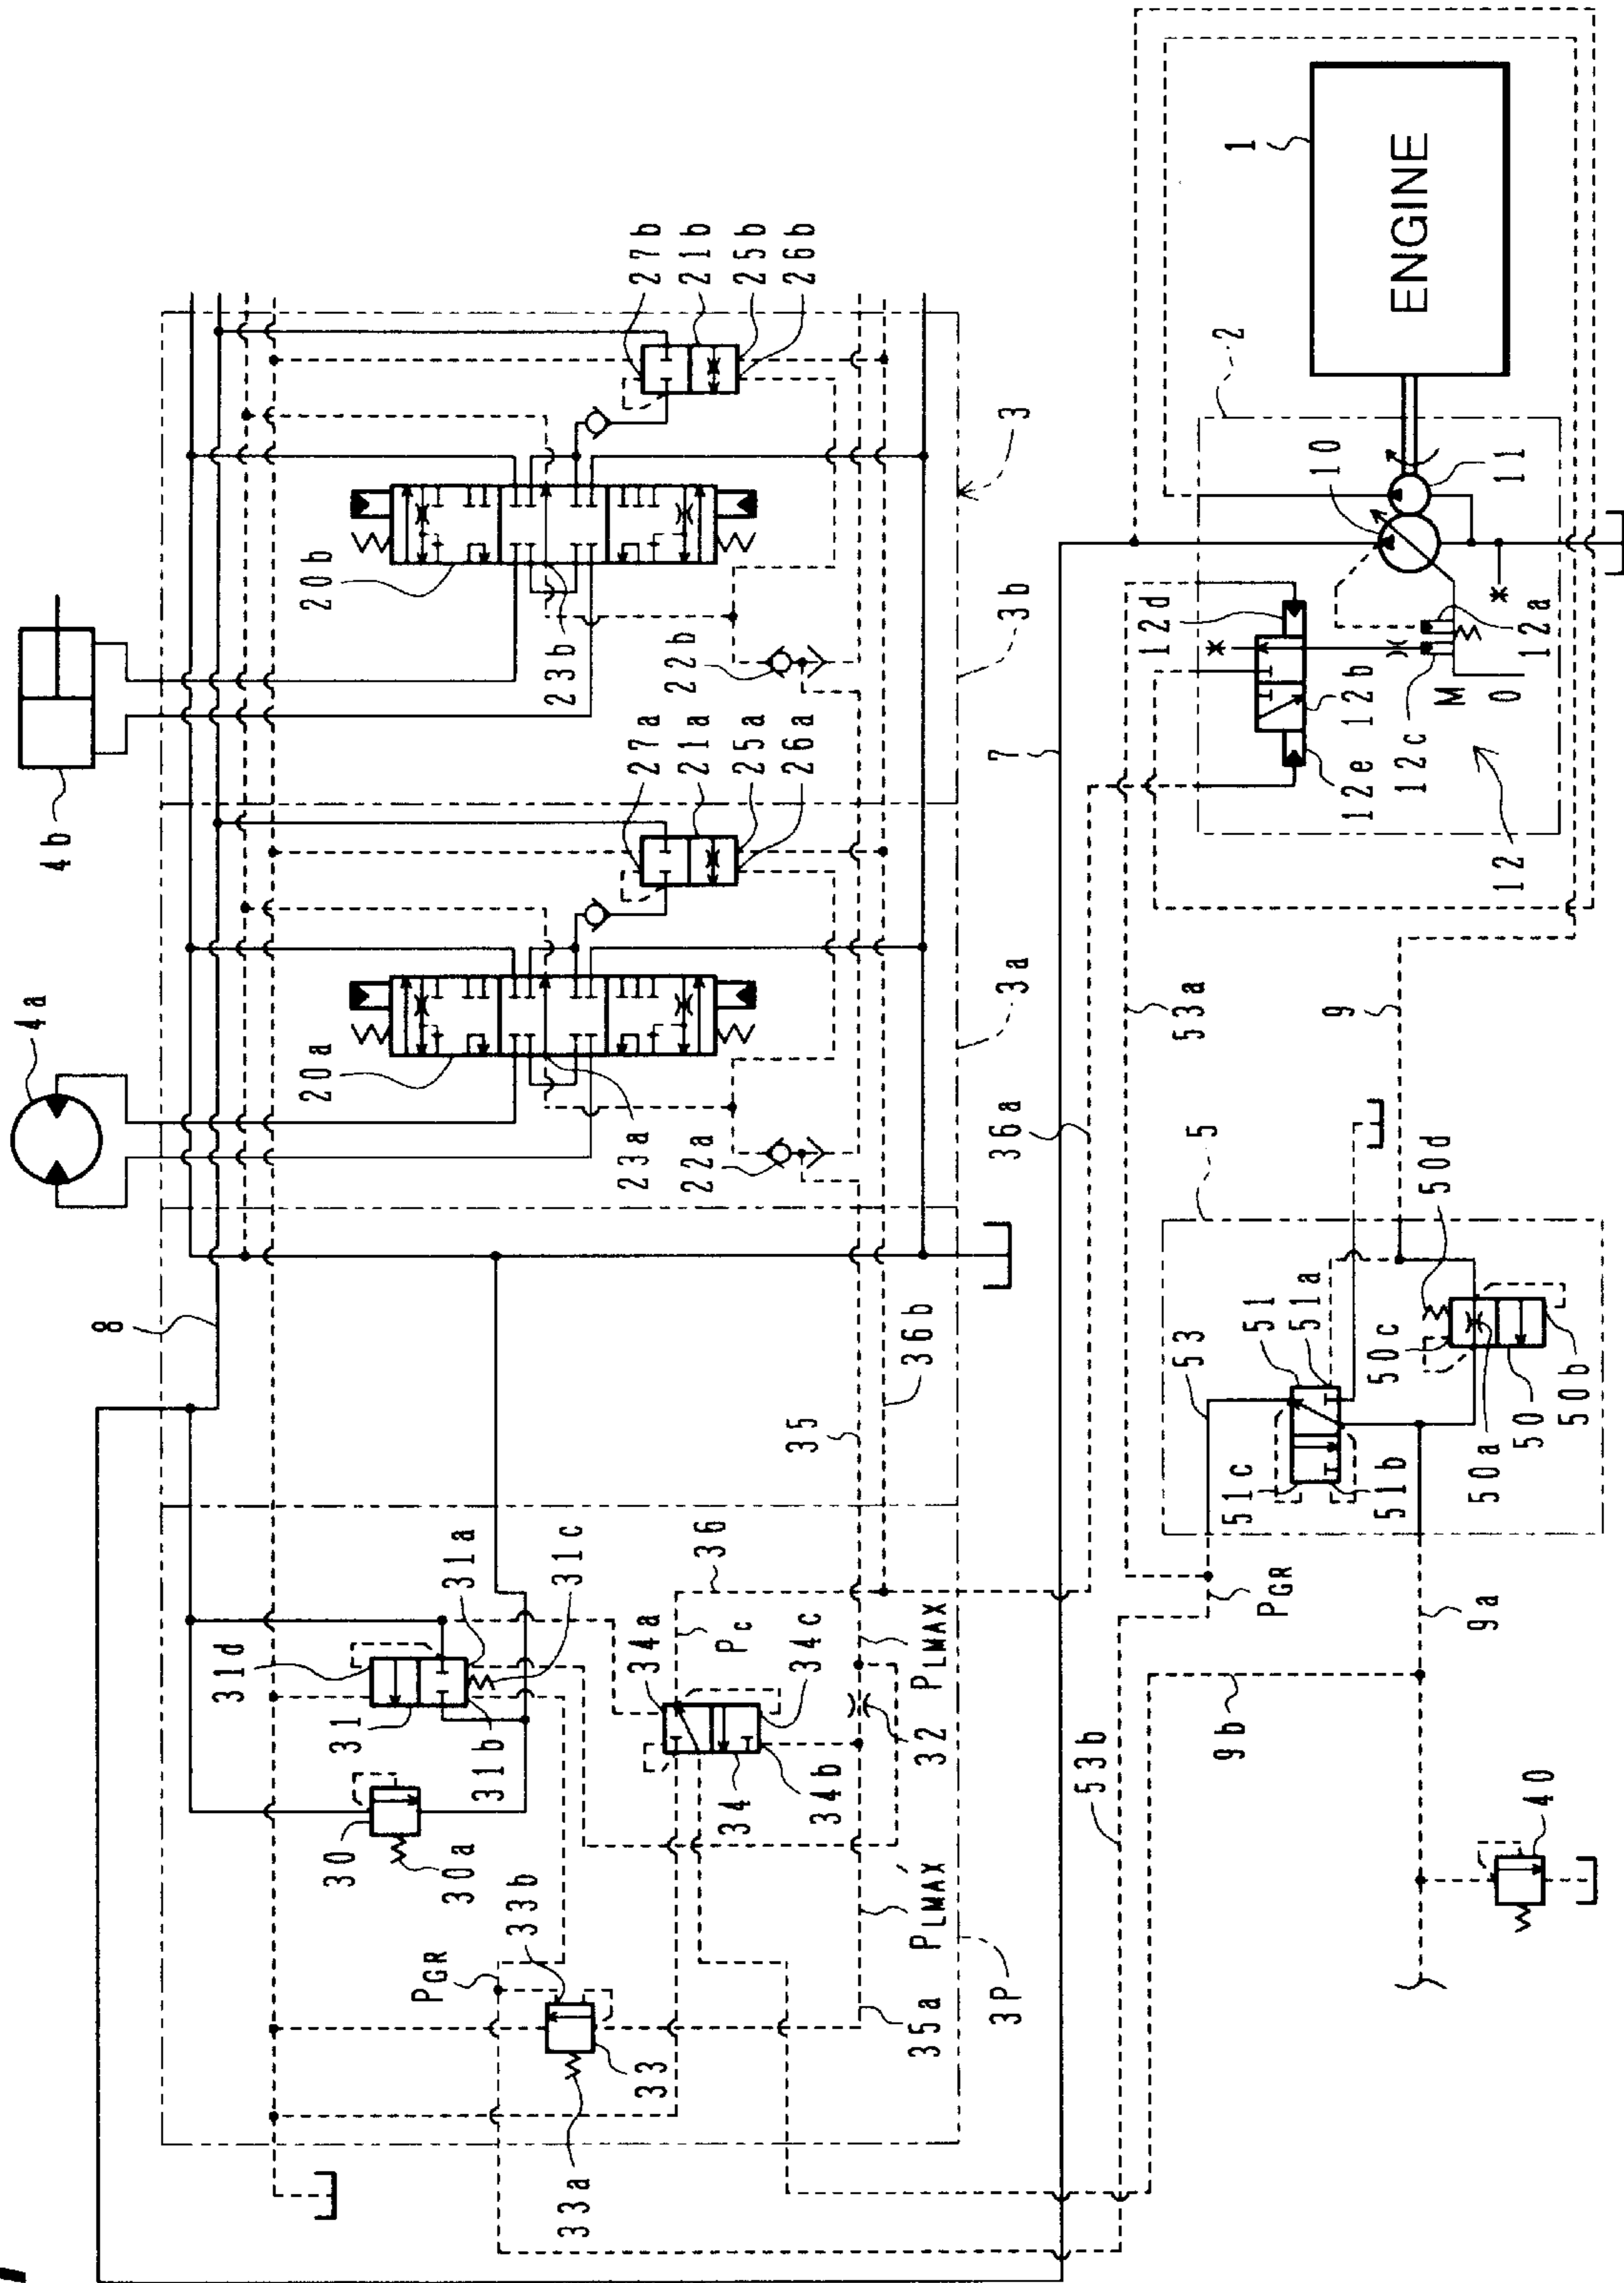 4b
4a
8
20b
27b
21b
25b
26b
23b
22b
3
3b
20a
27a
21a
25a
26a
23a
22a
3a
35
36b
36a
7
31d
31
31b
31a
31c
30
30a
33b
PGR
33
33a
34a
34
34b
34c
36
Pc
32
PLMAX
PLMAX'
35a
3P
53b
9b
53a
9
5
53
51
51a
51c
51b
50c
50d
50a
50
50b
PGR
9a
40
1
ENGINE
2
10
11
12d
12b
12e
12c
M
O
12a
12